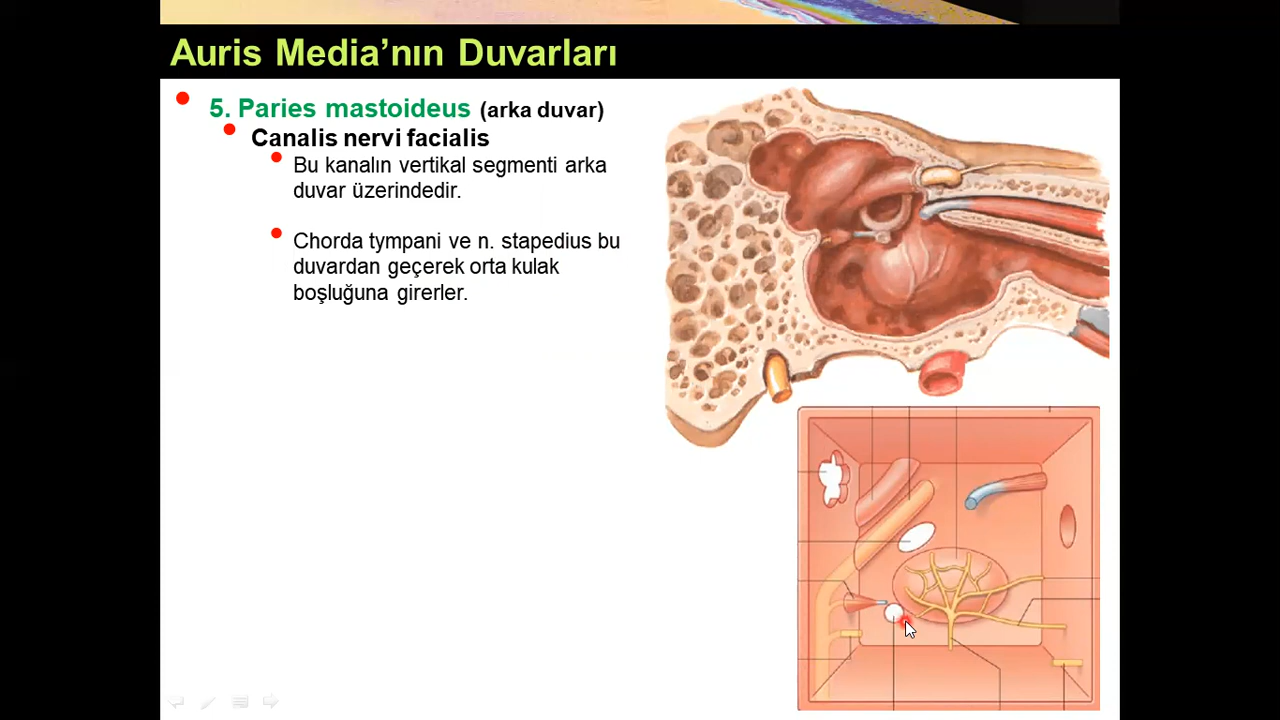 Auris Media’nın Duvarları
5. Paries mastoideus (arka duvar)
Canalis nervi facialis
Bu kanalın vertikal segmenti arka
duvar üzerindedir.
Chorda tympani ve n. stapedius bu
duvardan geçerek orta kulak
boşluğuna girerler.